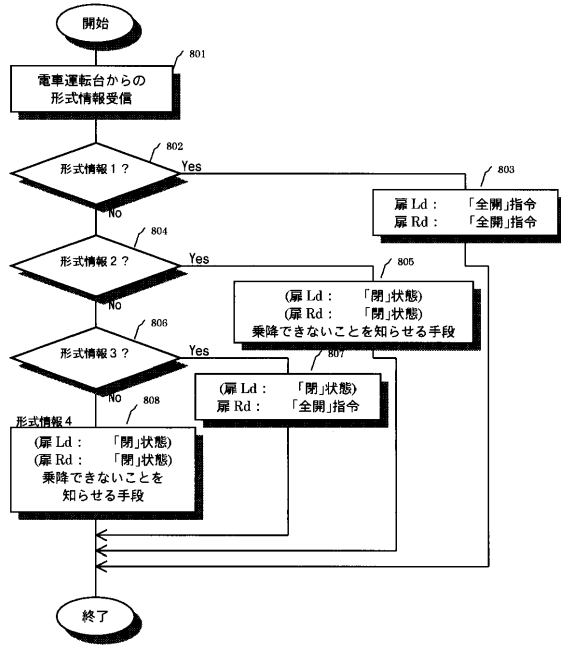 開始
801
電車運転台からの
形式情報受信
802
形式情報1?
Yes
803
扉 Ld : 「全開」指令
扉 Rd : 「全開」指令
No
804
形式情報2?
Yes
805
(扉 Ld : 「閉」状態)
(扉 Rd : 「閉」状態)
乗降できないことを知らせる手段
No
806
形式情報3?
Yes
807
(扉 Ld : 「閉」状態)
扉 Rd : 「全開」指令
No
808
形式情報4
(扉 Ld : 「閉」状態)
(扉 Rd : 「閉」状態)
乗降できないことを
知らせる手段
終了